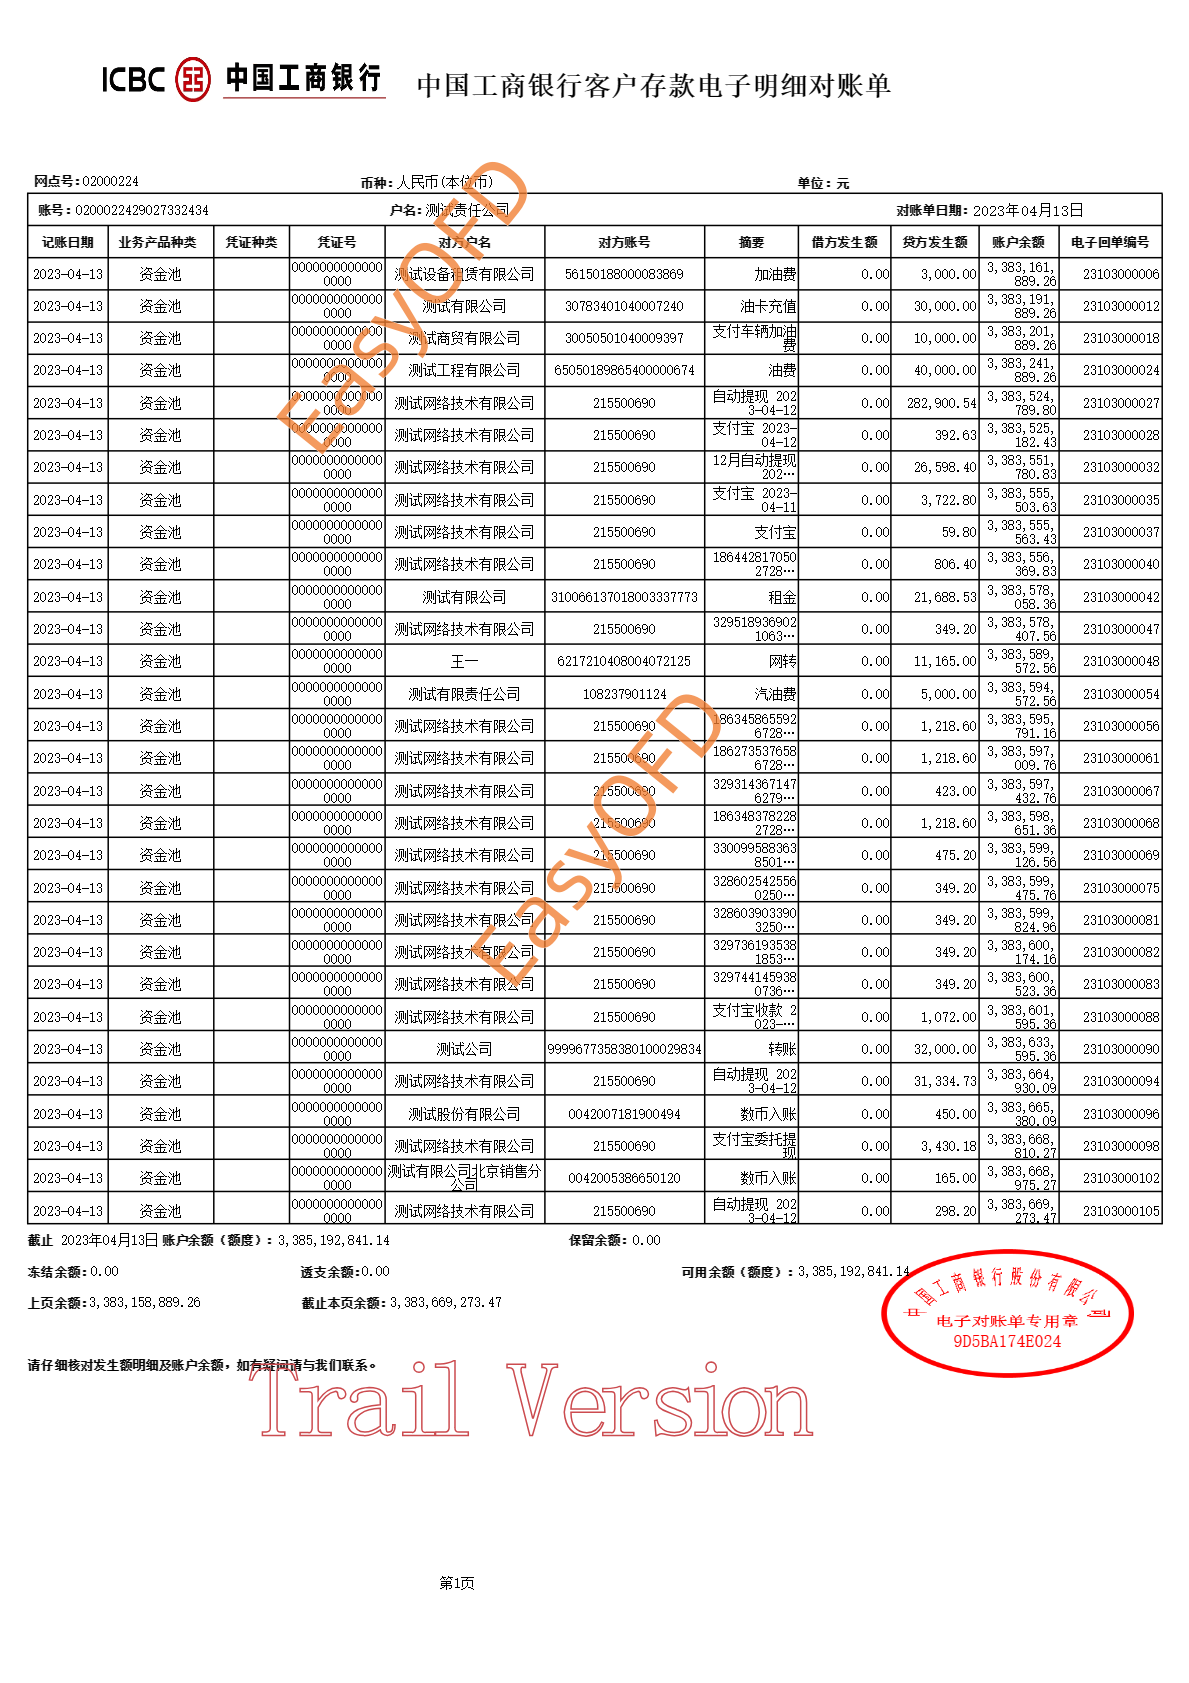 ICBC 中国工商银行 中国工商银行客户存款电子明细对账单
网点号:02000224 币种:人民币(本位币) 单位: 元
账号:0200022429027332434 户名:测试责任公司 对账单日期:2023年04月13日
记账日期 业务产品种类 凭证种类 凭证号 对方户名 对方账号 摘要 借方发生额 贷方发生额 账户余额 电子回单编号
2023-04-13 资金池 00000000000000000 测试设备租赁有限公司 56150188000083869 加油费 0.00 3,000.00 3,383,161,889.26 23103000006
2023-04-13 资金池 00000000000000000 测试有限公司 30783401040007240 油卡充值 0.00 30,000.00 3,383,191,889.26 23103000012
2023-04-13 资金池 00000000000000000 测试商贸有限公司 30050501040009397 支付车辆加油费 0.00 10,000.00 3,383,201,889.26 23103000018
2023-04-13 资金池 00000000000000000 测试工程有限公司 65050189865400000674 油费 0.00 40,000.00 3,383,241,889.26 23103000024
2023-04-13 资金池 00000000000000000 测试网络技术有限公司 215500690 自动提现 2023-04-12 0.00 282,900.54 3,383,524,789.80 23103000027
2023-04-13 资金池 00000000000000000 测试网络技术有限公司 215500690 支付宝 2023-04-12 0.00 392.63 3,383,525,182.43 23103000028
2023-04-13 资金池 00000000000000000 测试网络技术有限公司 215500690 12月自动提现202… 0.00 26,598.40 3,383,551,780.83 23103000032
2023-04-13 资金池 00000000000000000 测试网络技术有限公司 215500690 支付宝 2023-04-11 0.00 3,722.80 3,383,555,503.63 23103000035
2023-04-13 资金池 00000000000000000 测试网络技术有限公司 215500690 支付宝 0.00 59.80 3,383,555,563.43 23103000037
2023-04-13 资金池 00000000000000000 测试网络技术有限公司 215500690 1864428170502728… 0.00 806.40 3,383,556,369.83 23103000040
2023-04-13 资金池 00000000000000000 测试有限公司 310066137018003337773 租金 0.00 21,688.53 3,383,578,058.36 23103000042
2023-04-13 资金池 00000000000000000 测试网络技术有限公司 215500690 3295189369021063… 0.00 349.20 3,383,578,407.56 23103000047
2023-04-13 资金池 00000000000000000 王一 6217210408004072125 网转 0.00 11,165.00 3,383,589,572.56 23103000048
2023-04-13 资金池 00000000000000000 测试有限责任公司 108237901124 汽油费 0.00 5,000.00 3,383,594,572.56 23103000054
2023-04-13 资金池 00000000000000000 测试网络技术有限公司 215500690 1863458655926728… 0.00 1,218.60 3,383,595,791.16 23103000056
2023-04-13 资金池 00000000000000000 测试网络技术有限公司 215500690 1862735376586728… 0.00 1,218.60 3,383,597,009.76 23103000061
2023-04-13 资金池 00000000000000000 测试网络技术有限公司 215500690 3293143671476279… 0.00 423.00 3,383,597,432.76 23103000067
2023-04-13 资金池 00000000000000000 测试网络技术有限公司 215500690 1863483782282728… 0.00 1,218.60 3,383,598,651.36 23103000068
2023-04-13 资金池 00000000000000000 测试网络技术有限公司 215500690 3300995883638501… 0.00 475.20 3,383,599,126.56 23103000069
2023-04-13 资金池 00000000000000000 测试网络技术有限公司 215500690 3286025425560250… 0.00 349.20 3,383,599,475.76 23103000075
2023-04-13 资金池 00000000000000000 测试网络技术有限公司 215500690 3286039033903250… 0.00 349.20 3,383,599,824.96 23103000081
2023-04-13 资金池 00000000000000000 测试网络技术有限公司 215500690 3297361935381853… 0.00 349.20 3,383,600,174.16 23103000082
2023-04-13 资金池 00000000000000000 测试网络技术有限公司 215500690 3297441459380736… 0.00 349.20 3,383,600,523.36 23103000083
2023-04-13 资金池 00000000000000000 测试网络技术有限公司 215500690 支付宝收款 2023-… 0.00 1,072.00 3,383,601,595.36 23103000088
2023-04-13 资金池 00000000000000000 测试公司 9999677358380100029834 转账 0.00 32,000.00 3,383,633,595.36 23103000090
2023-04-13 资金池 00000000000000000 测试网络技术有限公司 215500690 自动提现 2023-04-12 0.00 31,334.73 3,383,664,930.09 23103000094
2023-04-13 资金池 00000000000000000 测试股份有限公司 0042007181900494 数币入账 0.00 450.00 3,383,665,380.09 23103000096
2023-04-13 资金池 00000000000000000 测试网络技术有限公司 215500690 支付宝委托提现 0.00 3,430.18 3,383,668,810.27 23103000098
2023-04-13 资金池 00000000000000000 测试有限公司北京销售分公司 0042005386650120 数币入账 0.00 165.00 3,383,668,975.27 23103000102
2023-04-13 资金池 00000000000000000 测试网络技术有限公司 215500690 自动提现 2023-04-12 0.00 298.20 3,383,669,273.47 23103000105
截止 2023年04月13日 账户余额（额度）: 3,385,192,841.14 保留余额: 0.00
冻结余额:0.00 透支余额:0.00 可用余额（额度）: 3,385,192,841.14
上页余额:3,383,158,889.26 截止本页余额: 3,383,669,273.47
中国工商银行股份有限公司
电子对账单专用章
9D5BA174E024
请仔细核对发生额明细及账户余额，如有疑问请与我们联系。
EasyOFD
EasyOFD
Trail Version
第1页